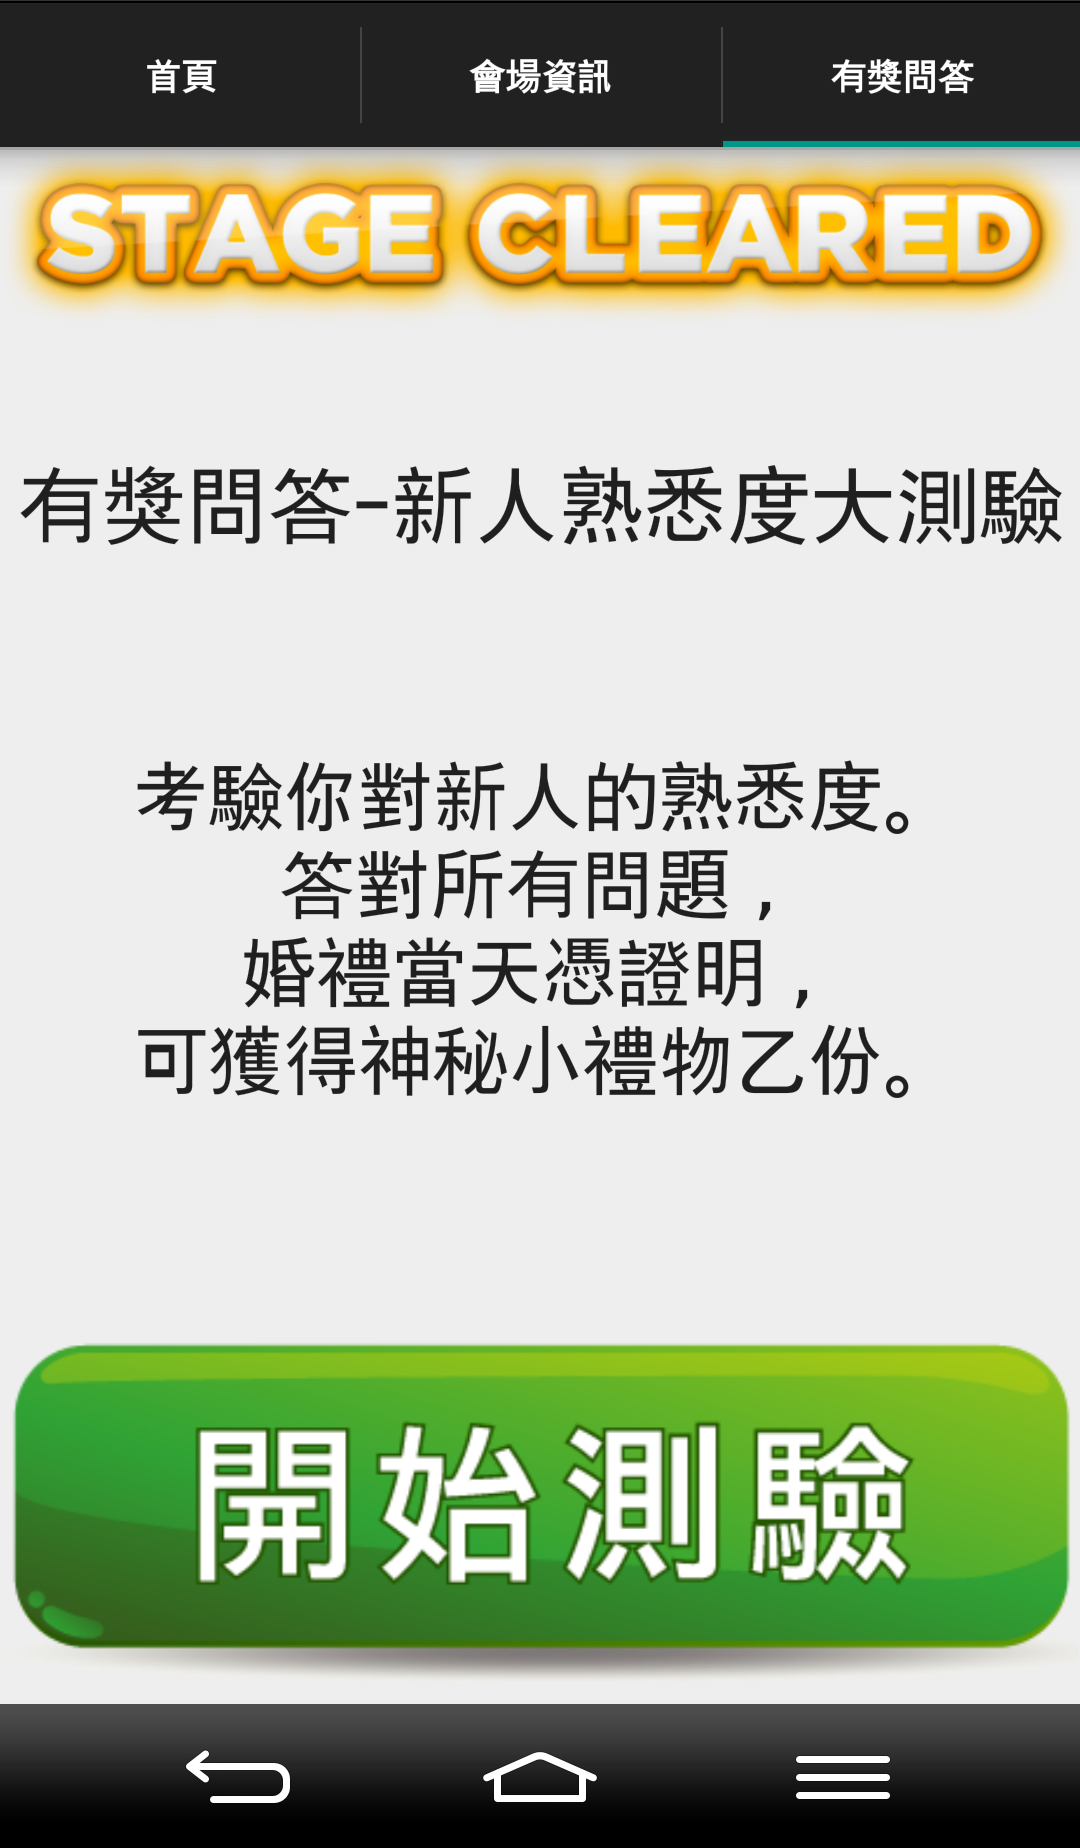 首頁
會場資訊
有獎問答
STAGE CLEARED
有獎問答-新人熟悉度大測驗
考驗你對新人的熟悉度。
答對所有問題，
婚禮當天憑證明，
可獲得神秘小禮物乙份。
開始測驗